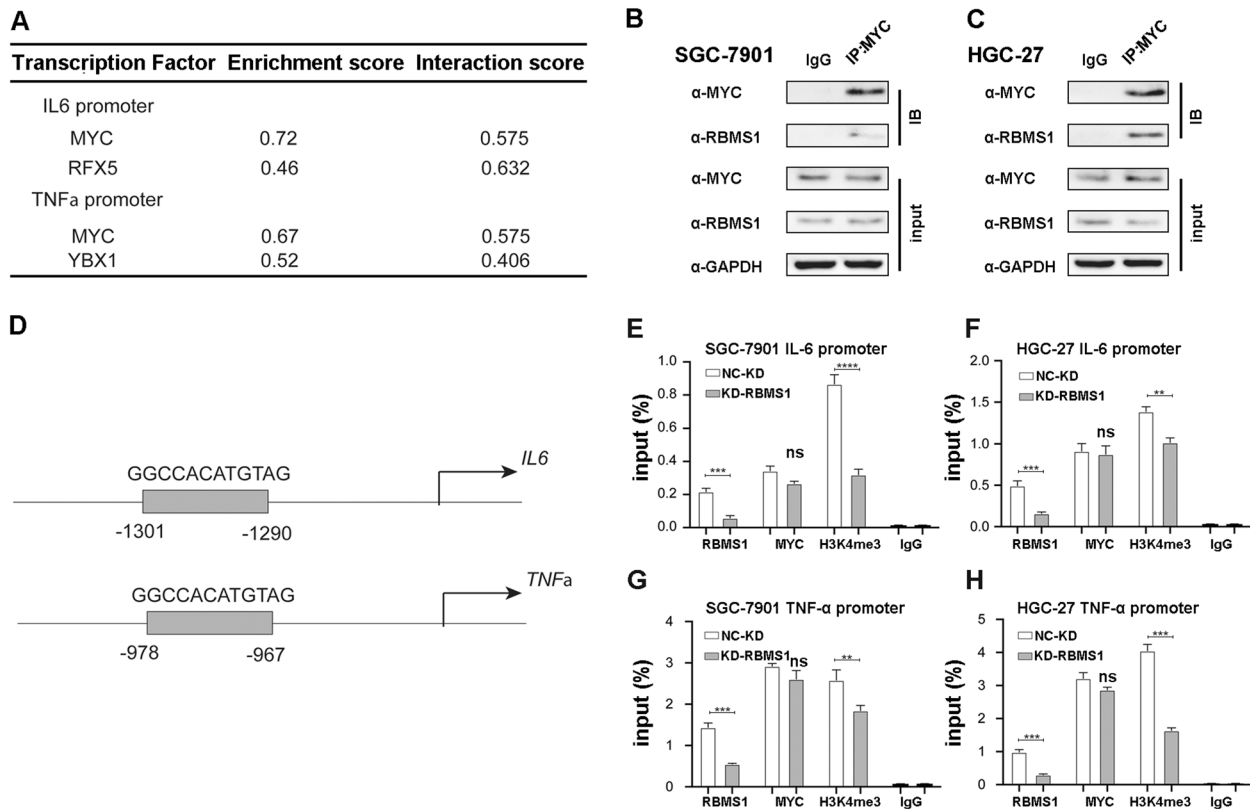 A
Transcription Factor Enrichment score Interaction score
IL6 promoter
MYC 0.72 0.575
RFX5 0.46 0.632
TNFa promoter
MYC 0.67 0.575
YBX1 0.52 0.406
B
SGC-7901
IgG IP:MYC
α-MYC
α-RBMS1
IB
α-MYC
α-RBMS1
α-GAPDH
input
C
HGC-27
IgG IP:MYC
α-MYC
α-RBMS1
IB
α-MYC
α-RBMS1
α-GAPDH
input
D
GGCCACATGTAG
IL6
-1301 -1290
GGCCACATGTAG
TNFa
-978 -967
E
SGC-7901 IL-6 promoter
NC-KD
KD-RBMS1
input (%)
1.0
0.8
0.6
0.4
0.2
0.0
*** ns ****
RBMS1 MYC H3K4me3 IgG
F
HGC-27 IL-6 promoter
NC-KD
KD-RBMS1
input (%)
2.0
1.5
1.0
0.5
0.0
*** ns **
RBMS1 MYC H3K4me3 IgG
G
SGC-7901 TNF-α promoter
NC-KD
KD-RBMS1
input (%)
4
3
2
1
0
*** ns **
RBMS1 MYC H3K4me3 IgG
H
HGC-27 TNF-α promoter
NC-KD
KD-RBMS1
input (%)
5
4
3
2
1
0
*** ns ***
RBMS1 MYC H3K4me3 IgG